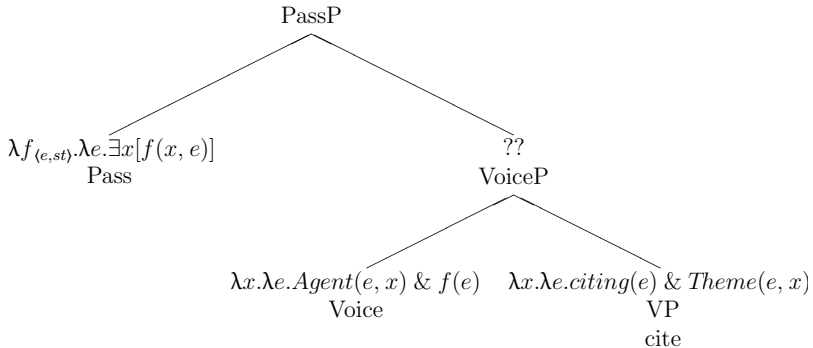 PassP
λf⟨e,st⟩.λe.∃x[f(x, e)]
Pass
??
VoiceP
λx.λe.Agent(e, x) & f(e)
Voice
λx.λe.citing(e) & Theme(e, x)
VP
cite